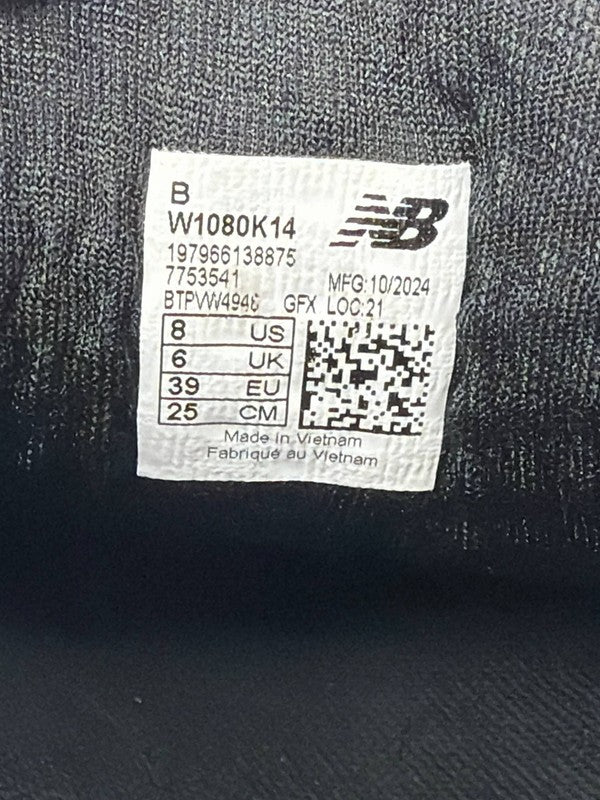 B
W1080K14
NB
197966138875
7753541 MFG:10/2024
GFX LOC:21
8 US
6 UK
39 EU
25 CM
Made in Vietnam
Fabriqué au Vietnam